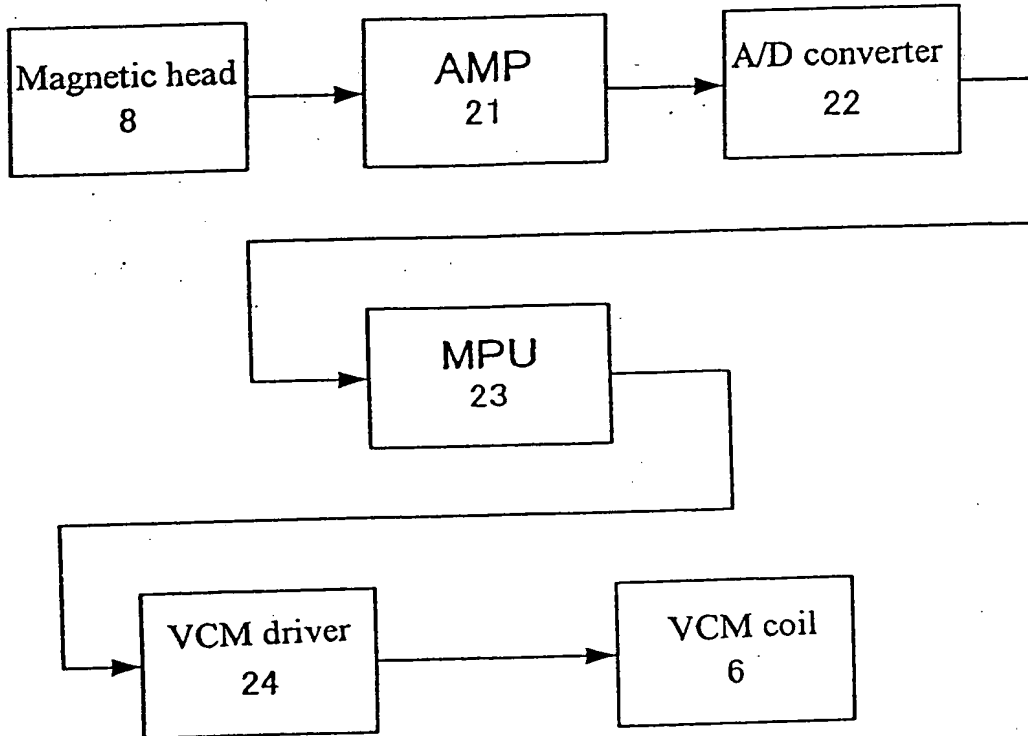 Magnetic head
8
AMP
21
A/D converter
22
MPU
23
VCM driver
24
VCM coil
6